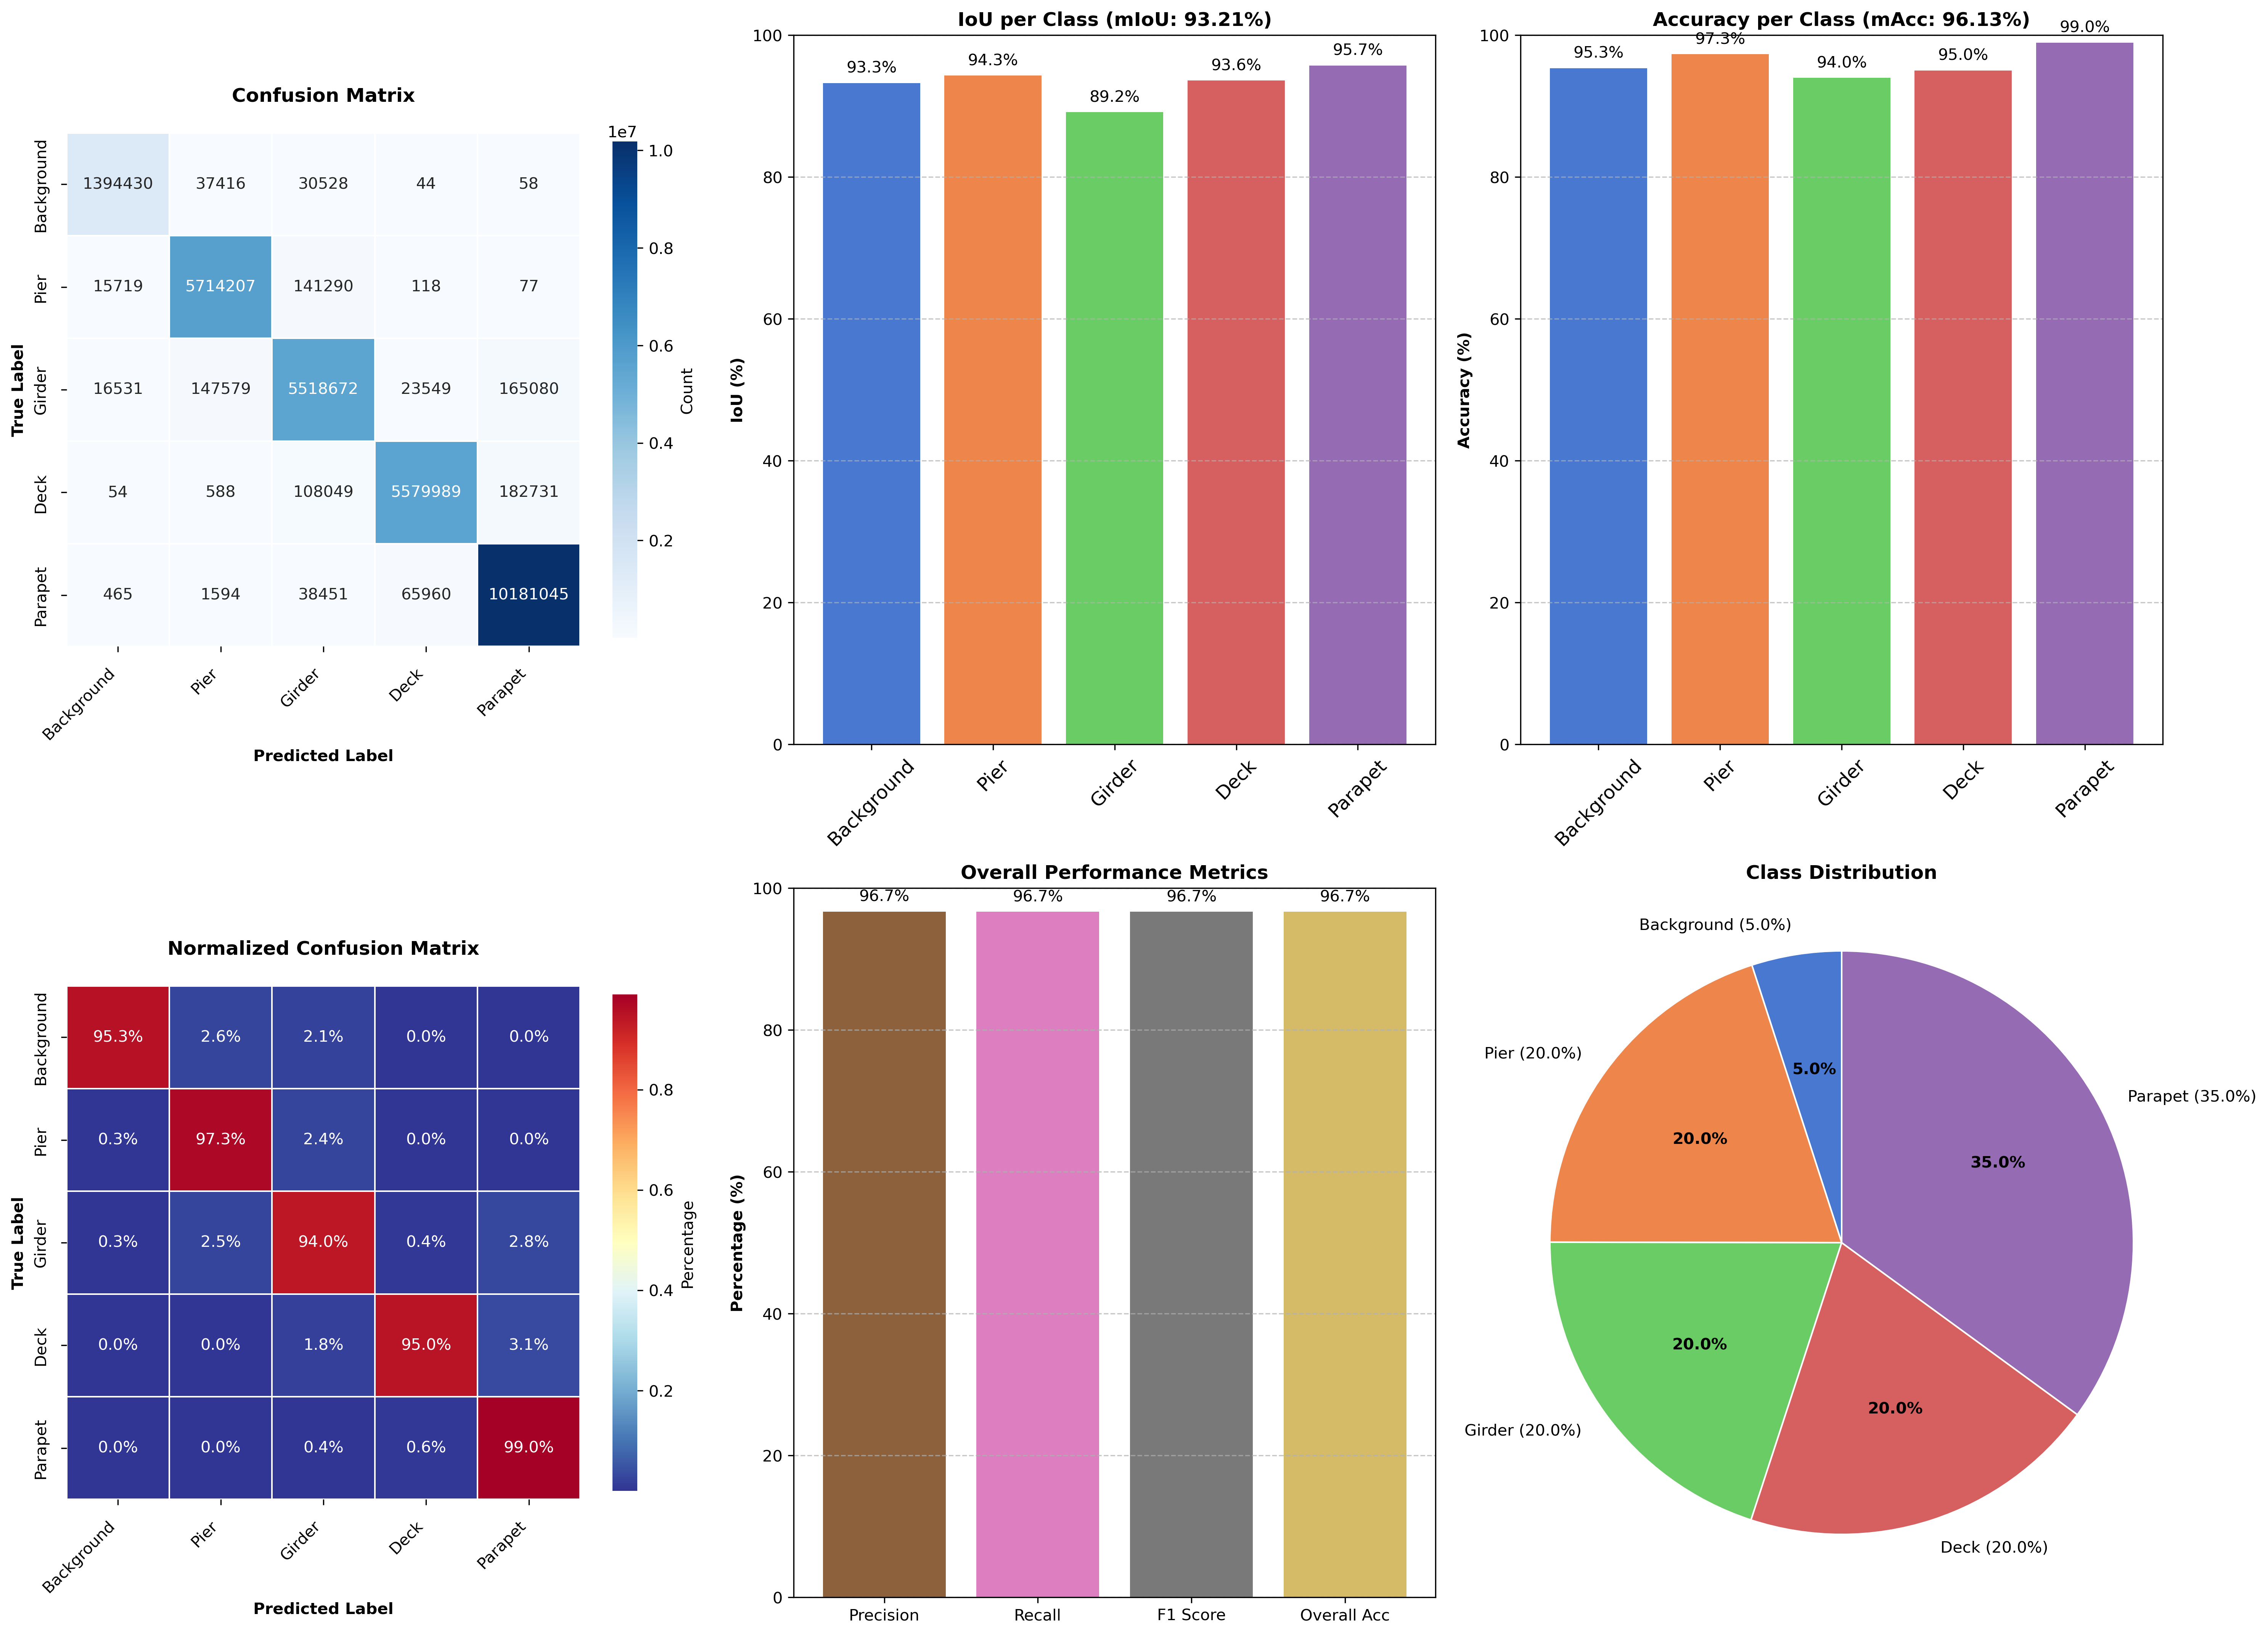 Confusion Matrix
1e7
Background 1394430 37416 30528 44 58
Pier 15719 5714207 141290 118 77
Girder 16531 147579 5518672 23549 165080
Deck 54 588 108049 5579989 182731
Parapet 465 1594 38451 65960 10181045
True Label
Background Pier Girder Deck Parapet
Predicted Label
1.0
0.8
0.6
0.4
0.2
Count
IoU per Class (mIoU: 93.21%)
100
80
60
40
20
0
IoU (%)
93.3% 94.3% 89.2% 93.6% 95.7%
Background Pier Girder Deck Parapet
Accuracy per Class (mAcc: 96.13%)
100
80
60
40
20
0
Accuracy (%)
95.3% 97.3% 94.0% 95.0% 99.0%
Background Pier Girder Deck Parapet
Normalized Confusion Matrix
Background 95.3% 2.6% 2.1% 0.0% 0.0%
Pier 0.3% 97.3% 2.4% 0.0% 0.0%
Girder 0.3% 2.5% 94.0% 0.4% 2.8%
Deck 0.0% 0.0% 1.8% 95.0% 3.1%
Parapet 0.0% 0.0% 0.4% 0.6% 99.0%
True Label
Background Pier Girder Deck Parapet
Predicted Label
0.8
0.6
0.4
0.2
Percentage
Overall Performance Metrics
100
80
60
40
20
0
Percentage (%)
96.7% 96.7% 96.7% 96.7%
Precision Recall F1 Score Overall Acc
Class Distribution
Background (5.0%)
Pier (20.0%)
Parapet (35.0%)
5.0%
20.0%
35.0%
20.0%
20.0%
Girder (20.0%)
Deck (20.0%)